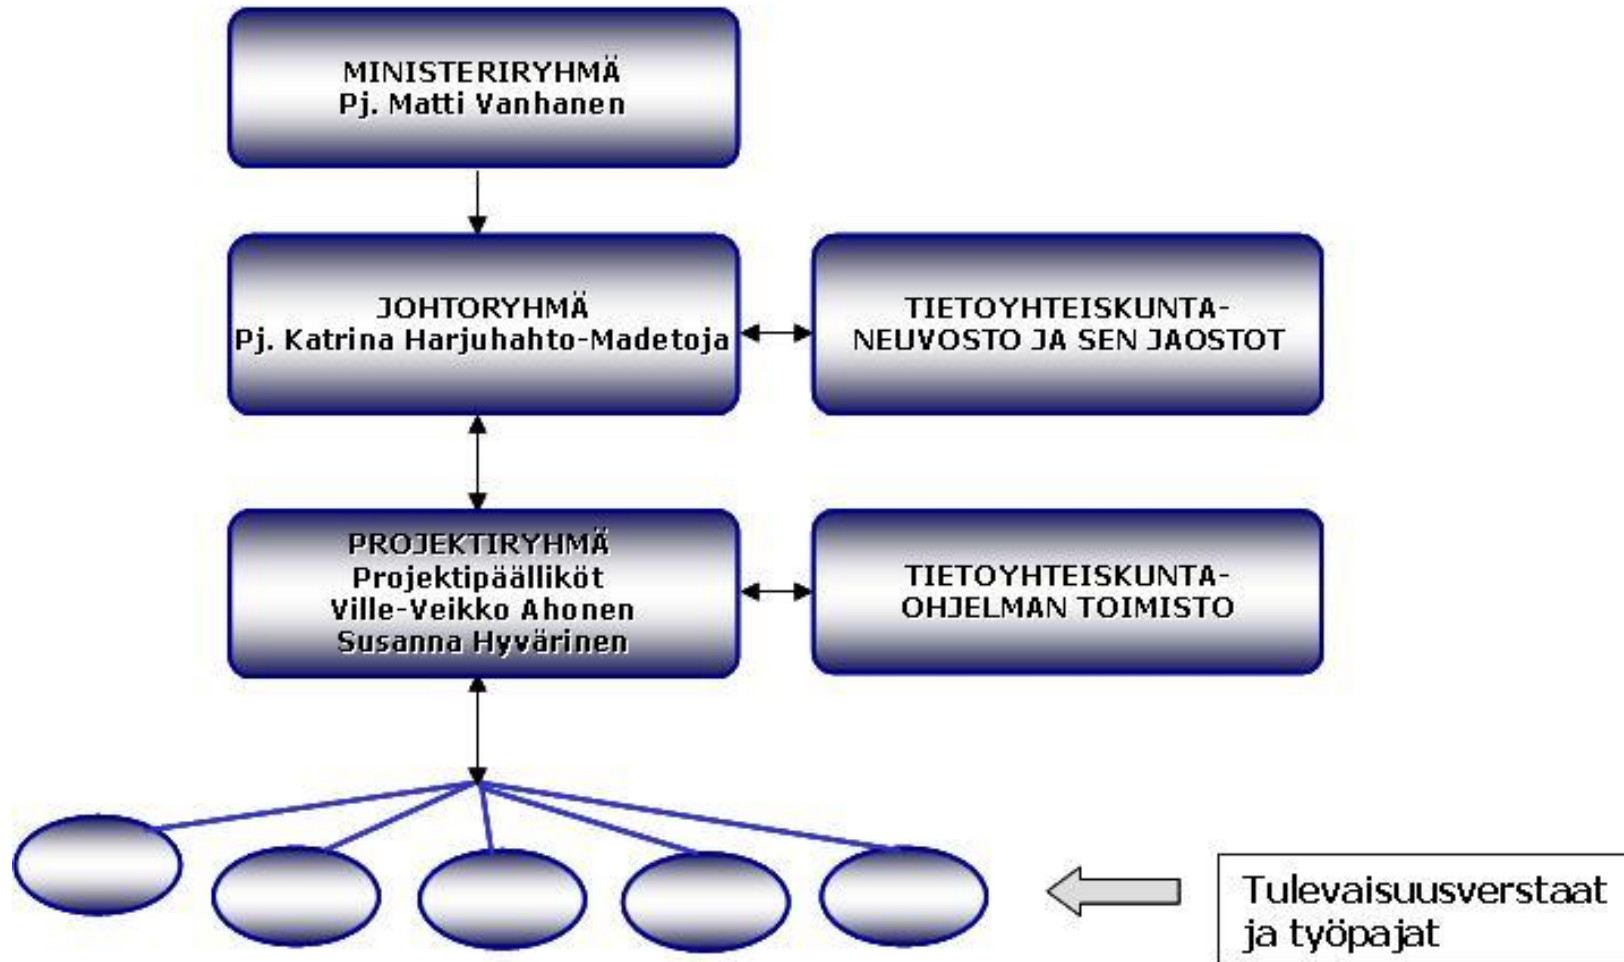 MINISTERIRYHMÄ
Pj. Matti Vanhanen
JOHTORYHMÄ
Pj. Katrina Harjuhahto-Madetoja
TIETOYHTEISKUNTA-
NEUVOSTO JA SEN JAOSTOT
PROJEKTIRYHMÄ
Projektipäälliköt
Ville-Veikko Ahonen
Susanna Hyvärinen
TIETOYHTEISKUNTA-
OHJELMAN TOIMISTO
Tulevaisuusverstaat
ja työpajat